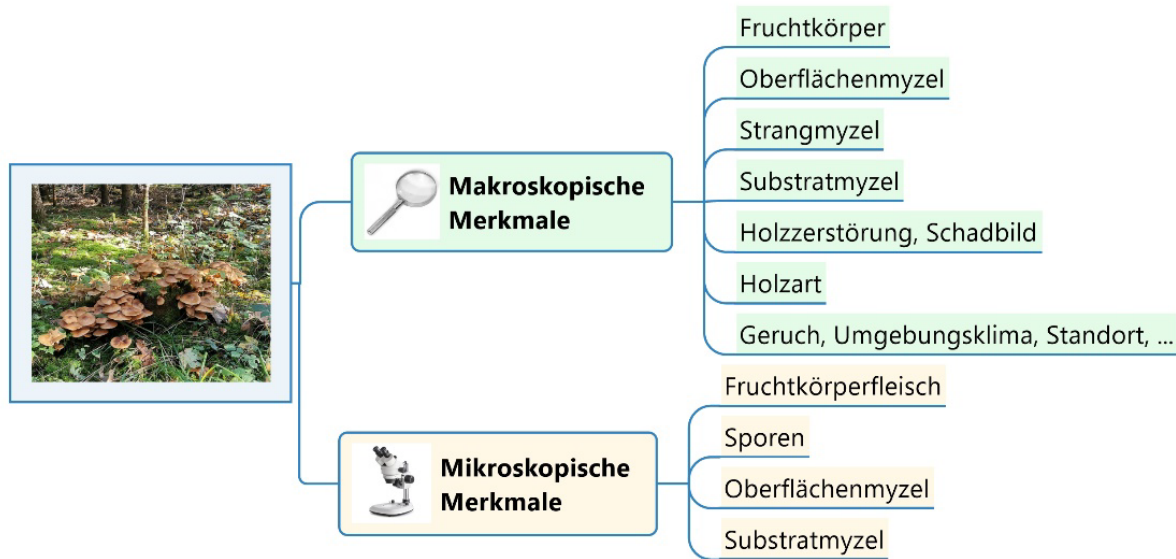 Makroskopische
Merkmale
Fruchtkörper
Oberflächenmyzel
Strangmyzel
Substratmyzel
Holzzerstörung, Schadbild
Holzart
Geruch, Umgebungsklima, Standort, ...
Mikroskopische
Merkmale
Fruchtkörperfleisch
Sporen
Oberflächenmyzel
Substratmyzel